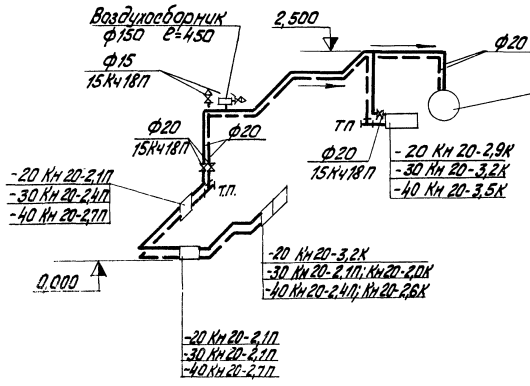 Воздухосборник
ф150 ℓ=450
ф15
15кч18п
2,500
ф20
ф20
15кч18п
ф20
т.п.
тп
ф20
15кч18п
-20 Кн 20-2,9К
-30 Кн 20-3,2К
-40 Кн 20-3,5К
-20 Кн 20-2,1п
-30 Кн 20-2,4п
-40 Кн 20-2,7п
0,000
-20 Кн 20-3,2К
-30 Кн 20-2,1п; Кн 20-2,0К
-40 Кн 20-2,4п; Кн 20-2,6К
-20 Кн 20-2,1п
-30 Кн 20-2,1п
-40 Кн 20-2,7п